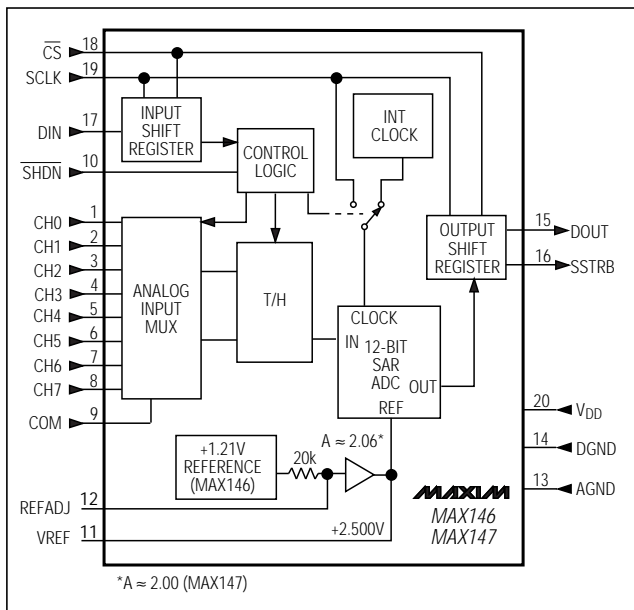 CS 18
SCLK 19
DIN 17
SHDN 10
CH0 1
CH1 2
CH2 3
CH3 4
CH4 5
CH5 6
CH6 7
CH7 8
COM 9
REFADJ 12
VREF 11
INPUT
SHIFT
REGISTER
CONTROL
LOGIC
INT
CLOCK
ANALOG
INPUT
MUX
T/H
OUTPUT
SHIFT
REGISTER
CLOCK
IN
12-BIT
SAR
ADC
OUT
REF
+1.21V
REFERENCE
(MAX146)
20k
A ≈ 2.06*
+2.500V
15 DOUT
16 SSTRB
20 VDD
14 DGND
13 AGND
MAXIM
MAX146
MAX147
*A ≈ 2.00 (MAX147)